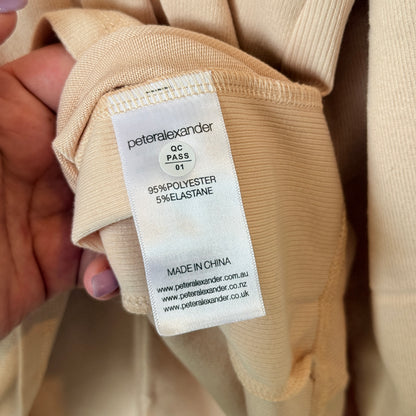 peteralexander
QC
PASS
01
95%POLYESTER
5%ELASTANE
MADE IN CHINA
www.peteralexander.com.au
www.peteralexander.co.nz
www.peteralexander.co.uk